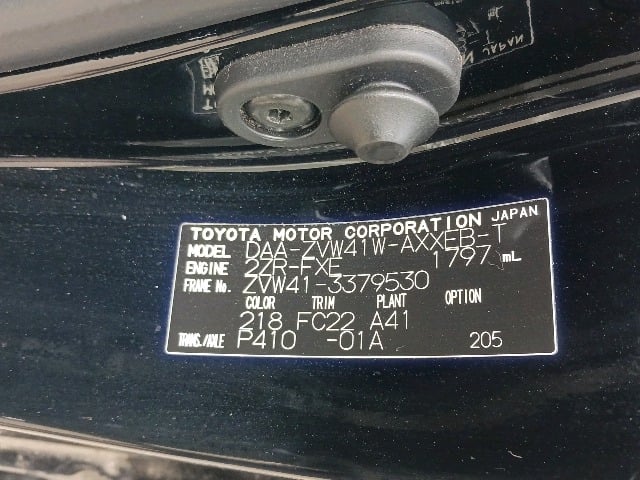 TOYOTA MOTOR CORPORATION JAPAN
MODEL DAA-ZVW41W-AXXEB-T
ENGINE 2ZR-FXE 1797 mL
FRAME No. ZVW41-3379530
COLOR TRIM PLANT OPTION
218 FC22 A41
TRANS./AXLE P410 -01A 205